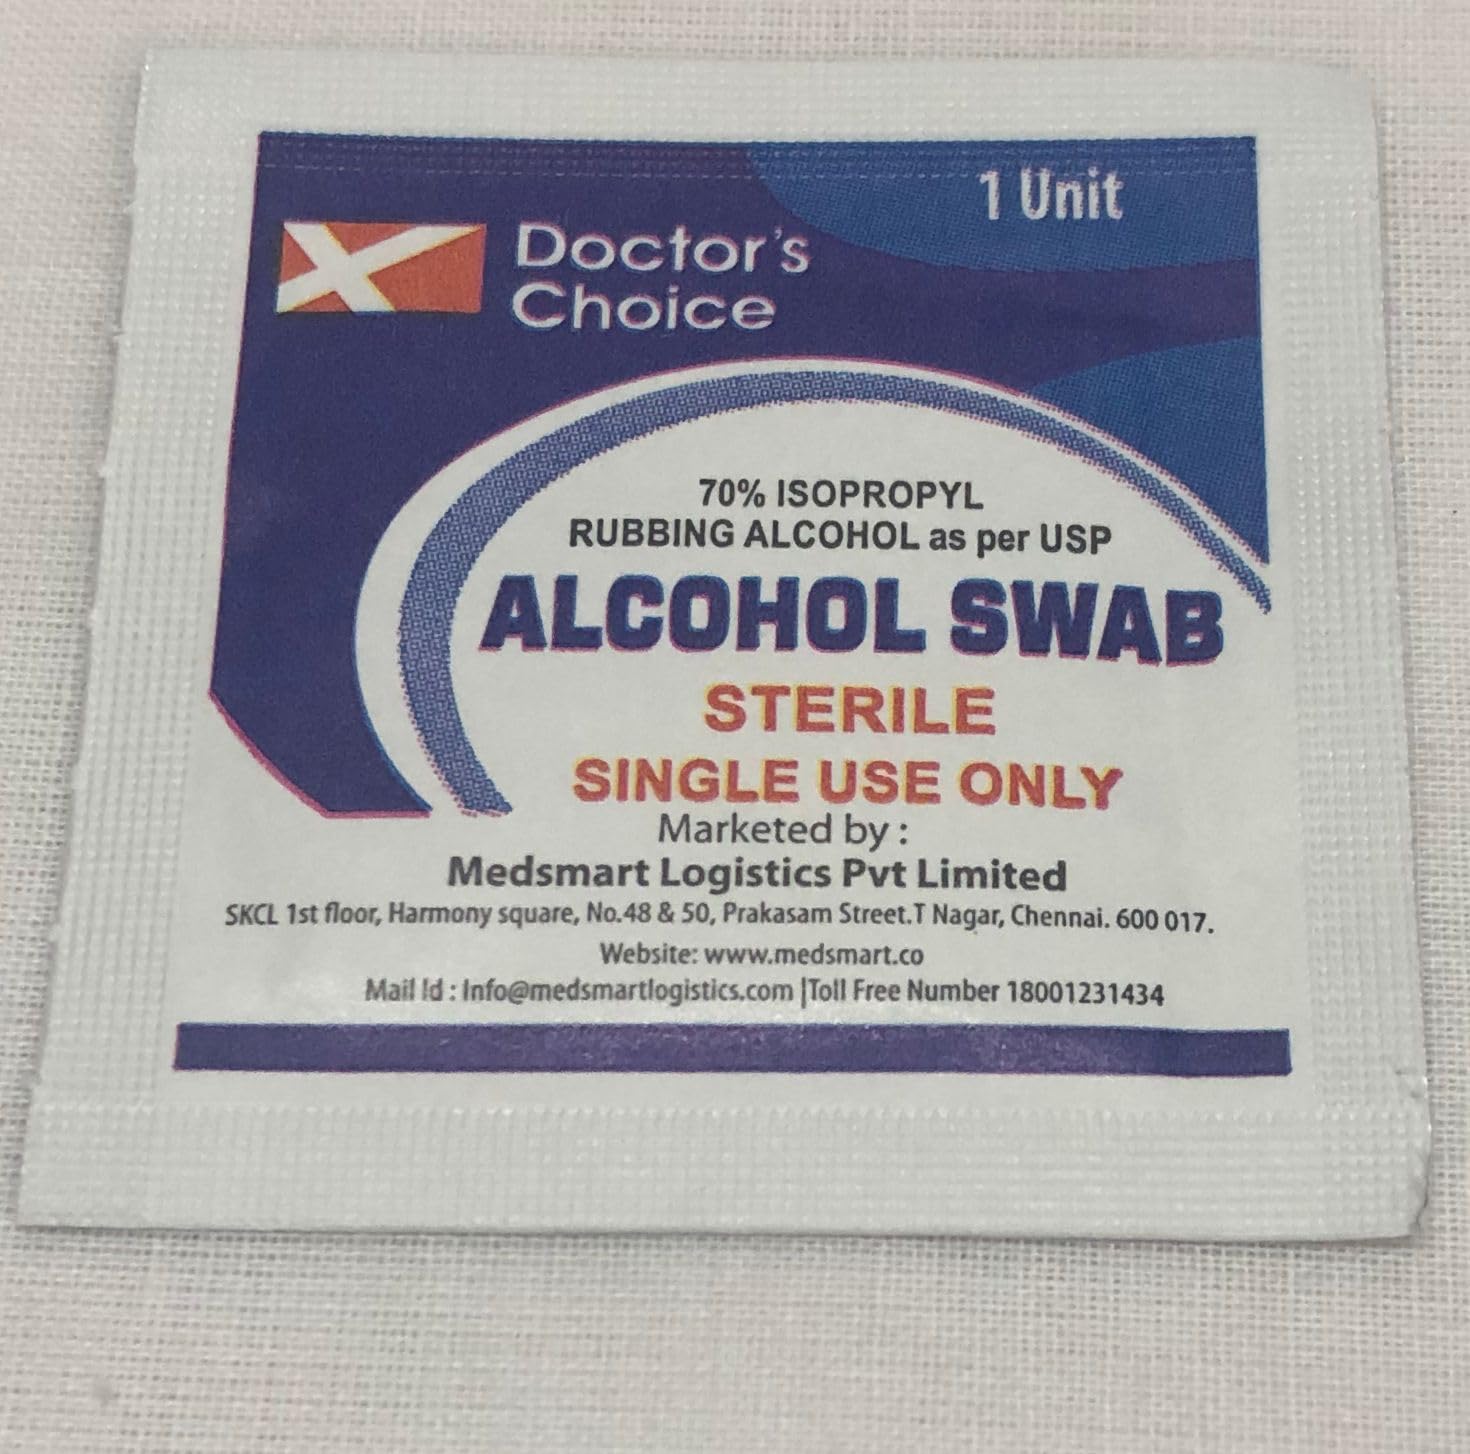 1 Unit
Doctor's
Choice
70% ISOPROPYL
RUBBING ALCOHOL as per USP
ALCOHOL SWAB
STERILE
SINGLE USE ONLY
Marketed by :
Medsmart Logistics Pvt Limited
SKCL 1st floor, Harmony square, No.48 & 50, Prakasam Street.T Nagar, Chennai. 600 017.
Website: www.medsmart.co
Mail Id : Info@medsmartlogistics.com |Toll Free Number 18001231434